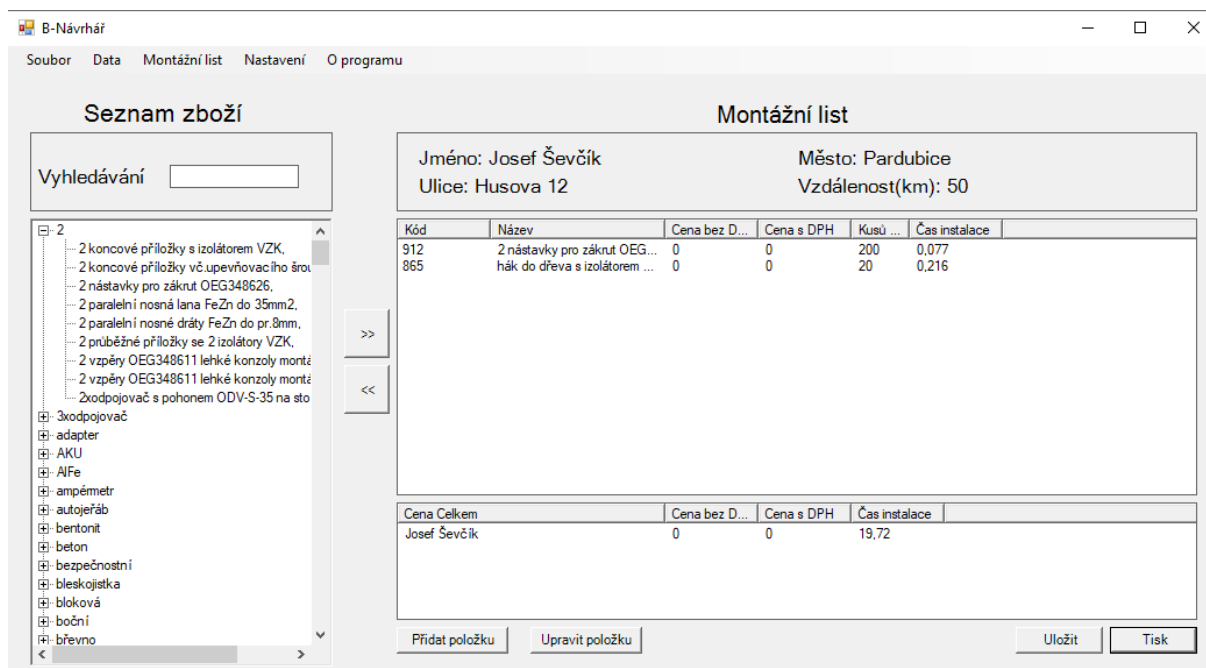 B-Návrhář
Soubor Data Montážní list Nastavení O programu
Seznam zboží
Vyhledávání
2
2 koncové příložky s izolátorem VZK,
2 koncové příložky vč.upevňovacího šrou
2 nástavky pro zákrut OEG348626,
2 paralelní nosná lana FeZn do 35mm2,
2 paralelní nosné dráty FeZn do pr.8mm,
2 průběžné příložky se 2 izolátory VZK,
2 vzpěry OEG348611 lehké konzoly montá
2 vzpěry OEG348611 lehké konzoly montá
2xodpojovač s pohonem ODV-S-35 na sto
3xodpojovač
adapter
AKU
AlFe
ampérmetr
autojeřáb
bentonit
beton
bezpečnostní
bleskojistka
bloková
boční
břevno
>>
<<
Montážní list
Jméno: Josef Ševčík Město: Pardubice
Ulice: Husova 12 Vzdálenost(km): 50
Kód Název Cena bez D... Cena s DPH Kusů ... Čas instalace
912 2 nástavky pro zákrut OEG... 0 0 200 0,077
865 hák do dřeva s izolátorem ... 0 0 20 0,216
Cena Celkem Cena bez D... Cena s DPH Čas instalace
Josef Ševčík 0 0 19,72
Přidat položku Upravit položku Uložit Tisk